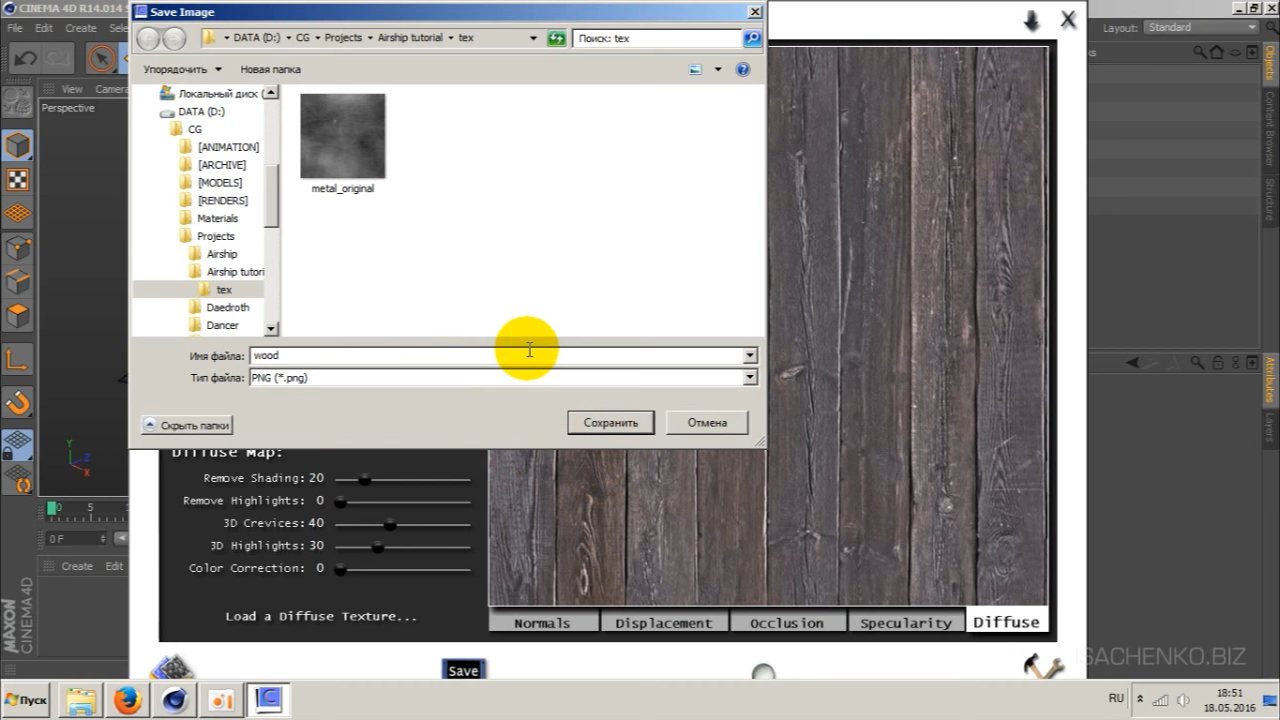 CINEMA 4D R14.014 S
Save Image
File
Edit
Create
Layout:
Standard
DATA (D:)
CG
Projects
Airship tutorial
tex
Поиск: tex
Упорядочить
Новая папка
View
Perspective
Локальный диск (
DATA (D:)
CG
[ANIMATION]
[ARCHIVE]
[MODELS]
[RENDERS]
Materials
Projects
Airship
Airship tutori
tex
Daedroth
Dancer
metal_original
Objects
Content Browser
Structure
Attributes
Layers
Имя файла:
wood
Тип файла:
PNG (*.png)
Скрыть папки
Сохранить
Отмена
Diffuse Map:
Remove Shading: 20
Remove Highlights: 0
3D Crevices: 40
3D Highlights: 30
Color Correction: 0
Load a Diffuse Texture...
Normals
Displacement
Occlusion
Specularity
Diffuse
Save
Y
Z
X
0
5
0 F
Create
Edit
MAXON
CINEMA 4D
ISACHENKO.BIZ
Пуск
RU
18:51
18.05.2016